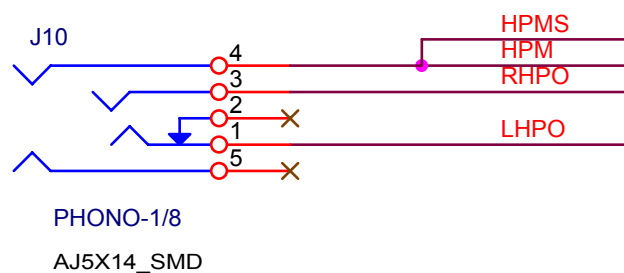 HPMS
J10
4
HPM
3
RHPO
2
1
LHPO
5
PHONO-1/8
AJ5X14_SMD